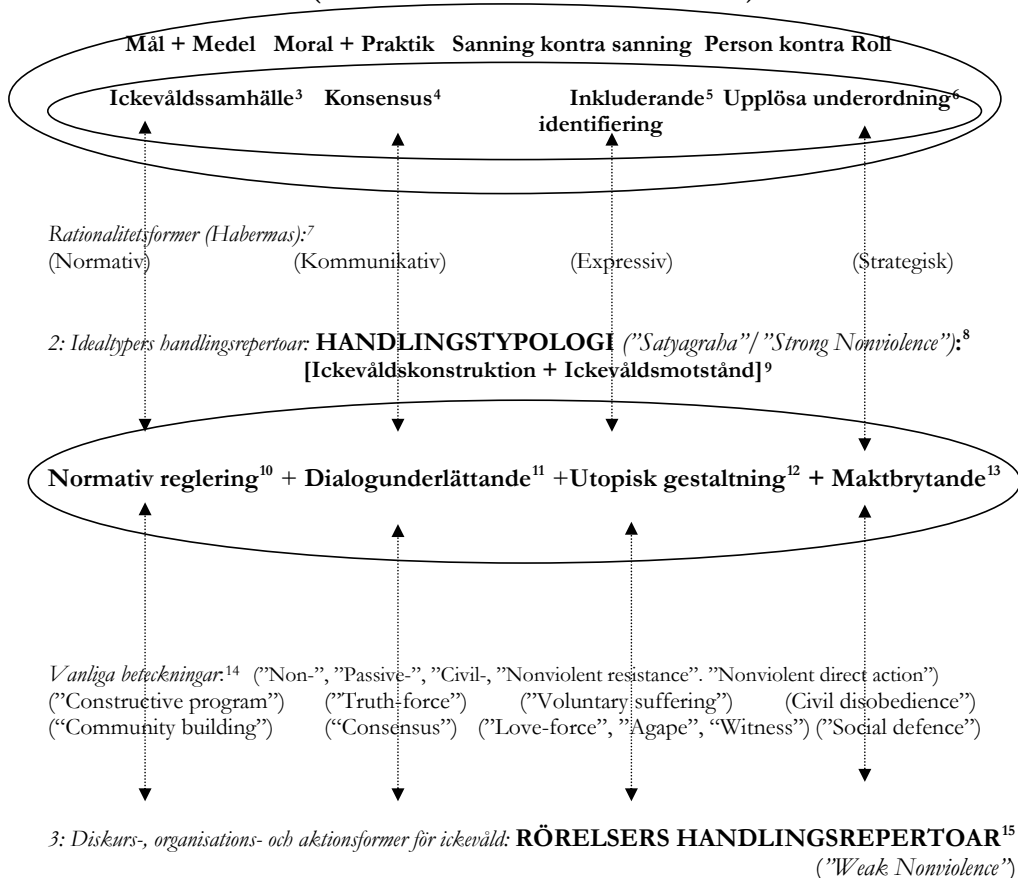 Mål + Medel Moral + Praktik Sanning kontra sanning Person kontra Roll
Ickevåldssamhälle³ Konsensus⁴ Inkluderande⁵ Upplösa underordning⁶
identifiering
Rationalitetsformer (Habermas):⁷
(Normativ) (Kommunikativ) (Expressiv) (Strategisk)
2: Idealtypers handlingsrepertoar: HANDLINGSTYPOLOGI (”Satyagraha”/ ”Strong Nonviolence”):⁸
[Ickevåldskonstruktion + Ickevåldsmotstånd]⁹
Normativ reglering¹⁰ + Dialogunderlättande¹¹ +Utopisk gestaltning¹² + Maktbrytande¹³
Vanliga beteckningar:¹⁴ (”Non-”, ”Passive-”, ”Civil-, ”Nonviolent resistance”. ”Nonviolent direct action”)
(”Constructive program”) (”Truth-force”) (”Voluntary suffering”) (Civil disobedience”)
(“Community building”) (“Consensus”) (”Love-force”, ”Agape”, “Witness”) (”Social defence”)
3: Diskurs-, organisations- och aktionsformer för ickevåld: RÖRELSERS HANDLINGSREPERTOAR¹⁵
(”Weak Nonviolence”)